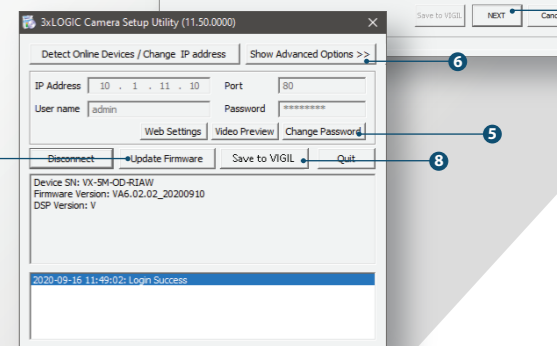 Save to VIGIL NEXT
3xLOGIC Camera Setup Utility (11.50.0000)
Detect Online Devices / Change IP address Show Advanced Options >>
6
IP Address 10 . 1 . 11 . 10 Port 80
User name admin Password ********
Web Settings Video Preview Change Password
5
Disconnect Update Firmware Save to VIGIL Quit
8
Device SN: VX-5M-OD-RIAW
Firmware Version: VA6.02.02_20200910
DSP Version: V
2020-09-16 11:49:02: Login Success